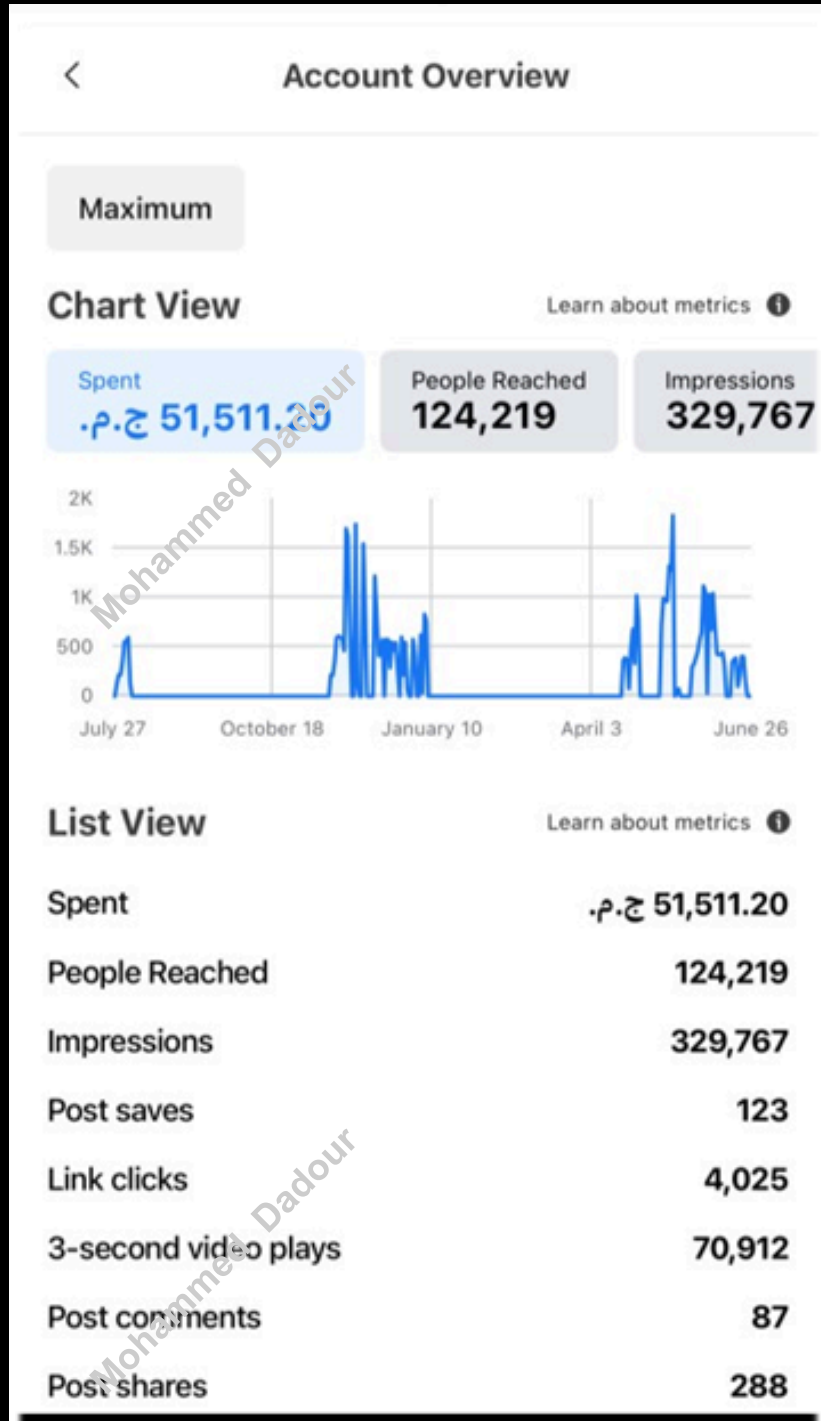 Account Overview
Maximum
Chart View
Learn about metrics
Spent
People Reached
Impressions
ج.م. 51,511.20
124,219
329,767
2K
1.5K
1K
500
0
July 27
October 18
January 10
April 3
June 26
Mohammed Dadour
List View
Learn about metrics
Spent
ج.م. 51,511.20
People Reached
124,219
Impressions
329,767
Post saves
123
Link clicks
4,025
3-second video plays
70,912
Post comments
87
Post shares
288
Mohammed Dadour